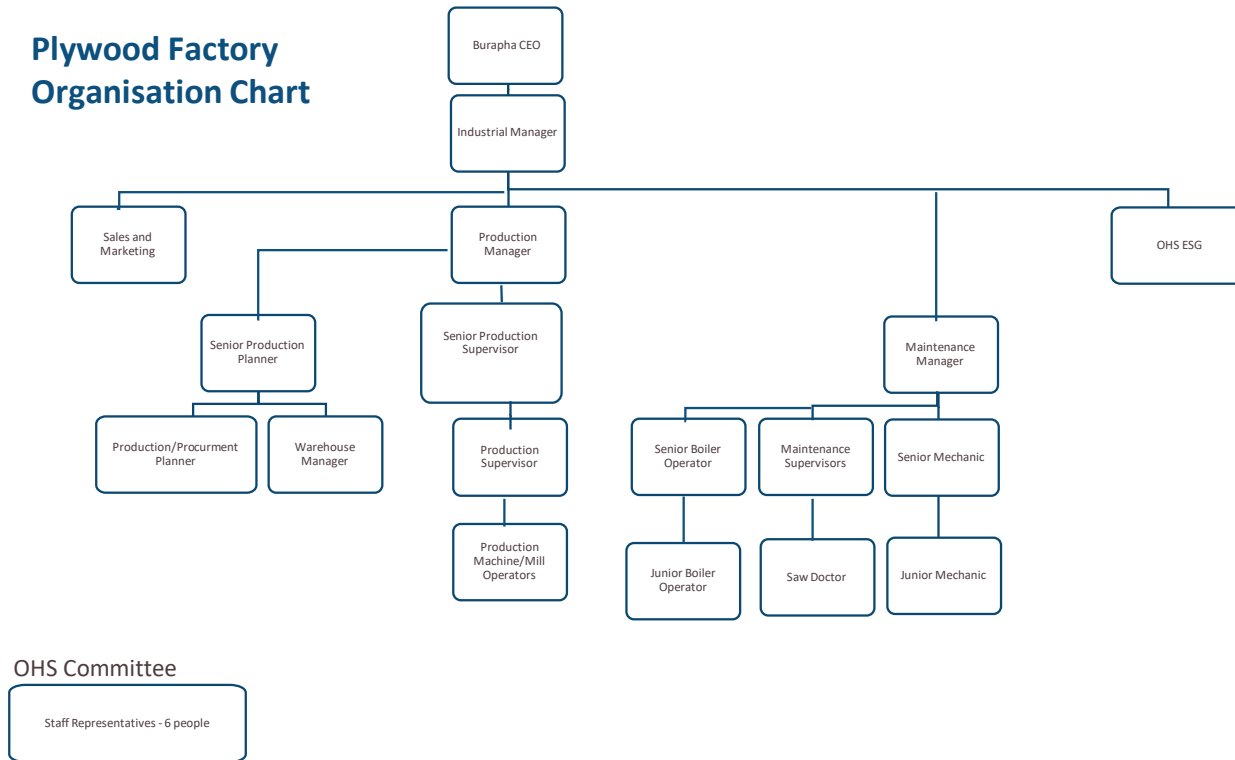 Plywood Factory
Organisation Chart
Burapha CEO
Industrial Manager
Sales and
Marketing
Production
Manager
OHS ESG
Senior Production
Planner
Senior Production
Supervisor
Maintenance
Manager
Production/Procurment
Planner
Warehouse
Manager
Production
Supervisor
Senior Boiler
Operator
Maintenance
Supervisors
Senior Mechanic
Production
Machine/Mill
Operators
Junior Boiler
Operator
Saw Doctor
Junior Mechanic
OHS Committee
Staff Representatives - 6 people